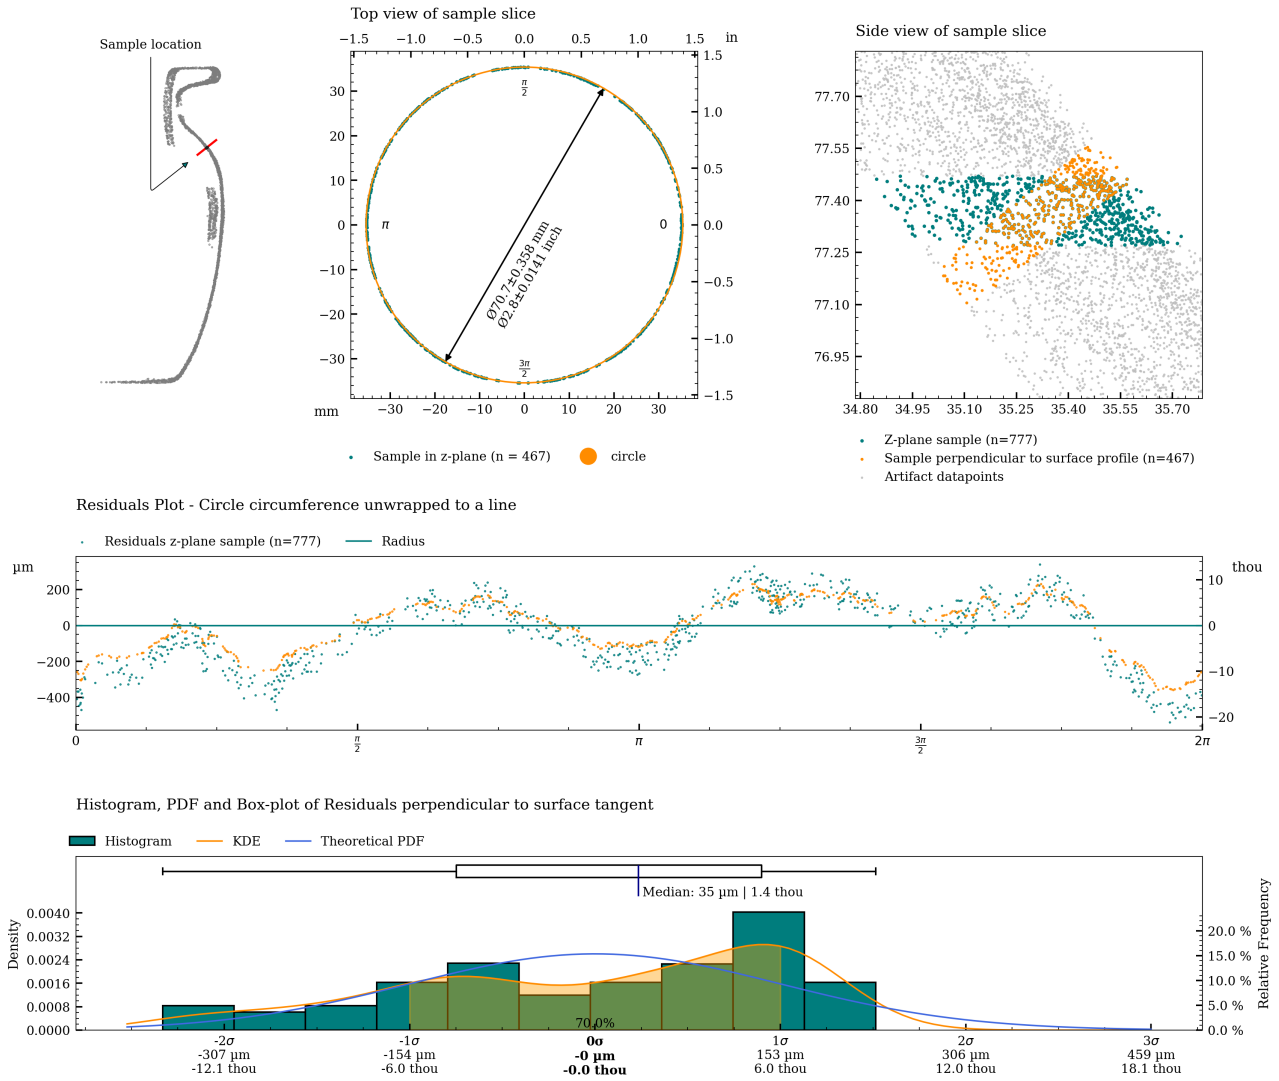 Top view of sample slice
Sample location
−1.5 −1.0 −0.5 0.0 0.5 1.0 1.5 in
30
20
10
0
−10
−20
−30
mm
−30 −20 −10 0 10 20 30
1.5
1.0
0.5
0.0
−0.5
−1.0
−1.5
π/2
π
0
3π/2
Ø70.7±0.358 mm
Ø2.8±0.0141 inch
Sample in z-plane (n = 467) circle
Side view of sample slice
77.70
77.55
77.40
77.25
77.10
76.95
34.80 34.95 35.10 35.25 35.40 35.55 35.70
Z-plane sample (n=777)
Sample perpendicular to surface profile (n=467)
Artifact datapoints
Residuals Plot - Circle circumference unwrapped to a line
Residuals z-plane sample (n=777) Radius
µm
200
0
−200
−400
thou
10
0
−10
−20
0 π/2 π 3π/2 2π
Histogram, PDF and Box-plot of Residuals perpendicular to surface tangent
Histogram KDE Theoretical PDF
Median: 35 µm | 1.4 thou
Density
0.0040
0.0032
0.0024
0.0016
0.0008
0.0000
Relative Frequency
20.0 %
15.0 %
10.0 %
5.0 %
0.0 %
70.0%
-2σ -1σ 0σ 1σ 2σ 3σ
-307 µm -154 µm -0 µm 153 µm 306 µm 459 µm
-12.1 thou -6.0 thou -0.0 thou 6.0 thou 12.0 thou 18.1 thou